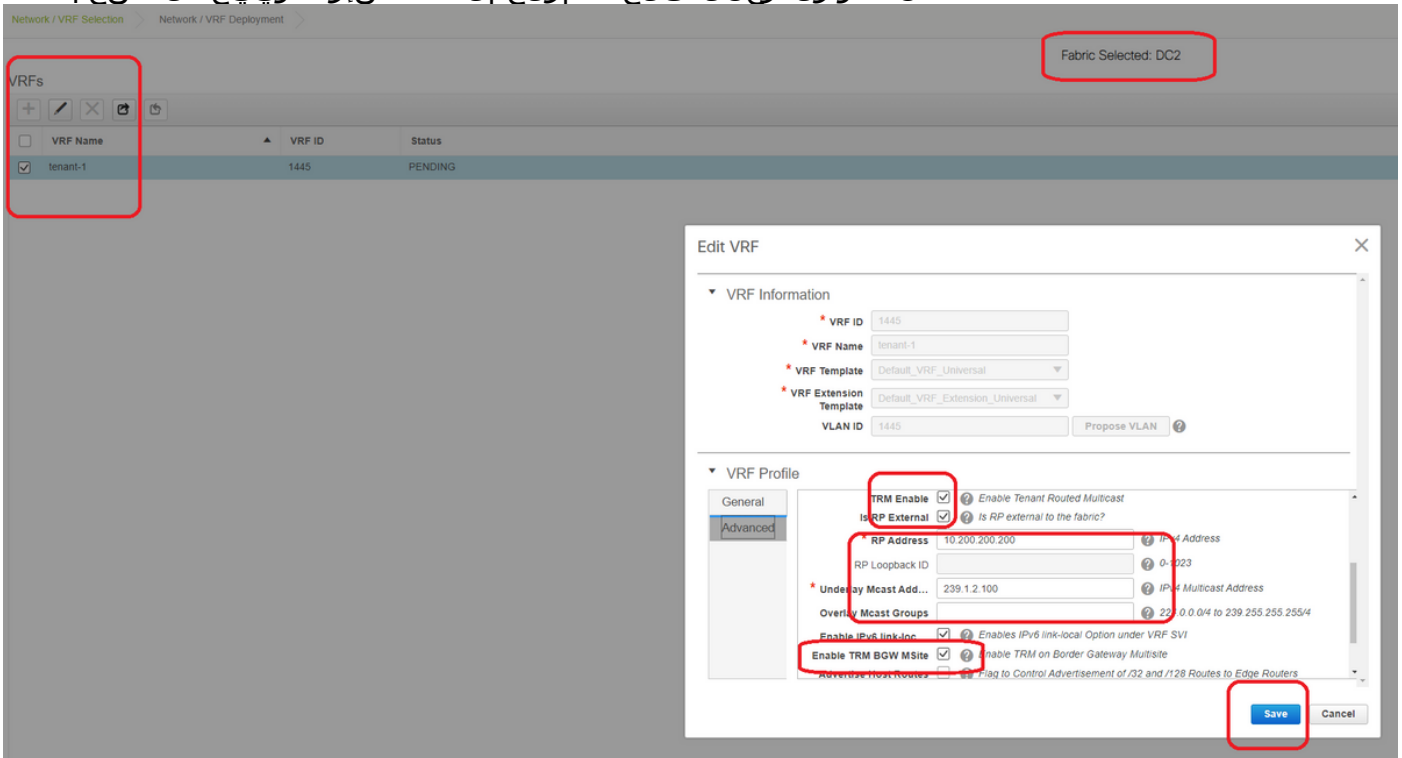 Network / VRF Selection Network / VRF Deployment
Fabric Selected: DC2
VRFs
VRF Name VRF ID Status
tenant-1 1445 PENDING
Edit VRF
VRF Information
* VRF ID 1445
* VRF Name tenant-1
* VRF Template Default_VRF_Universal
* VRF Extension Template Default_VRF_Extension_Universal
VLAN ID 1445 Propose VLAN
VRF Profile
General
Advanced
TRM Enable Enable Tenant Routed Multicast
Is RP External Is RP external to the fabric?
* RP Address 10.200.200.200 IPv4 Address
RP Loopback ID 0-1023
* Underlay Mcast Add... 239.1.2.100 IPv4 Multicast Address
Overlay Mcast Groups to 239.255.255.255/4
Enable IPv6 link-loc... Enables IPv6 link-local Option under VRF SVI
Enable TRM BGW MSite Enable TRM on Border Gateway Multisite
Advertise Host Routes Flag to Control Advertisement of /32 and /128 Routes to Edge Routers
Save Cancel